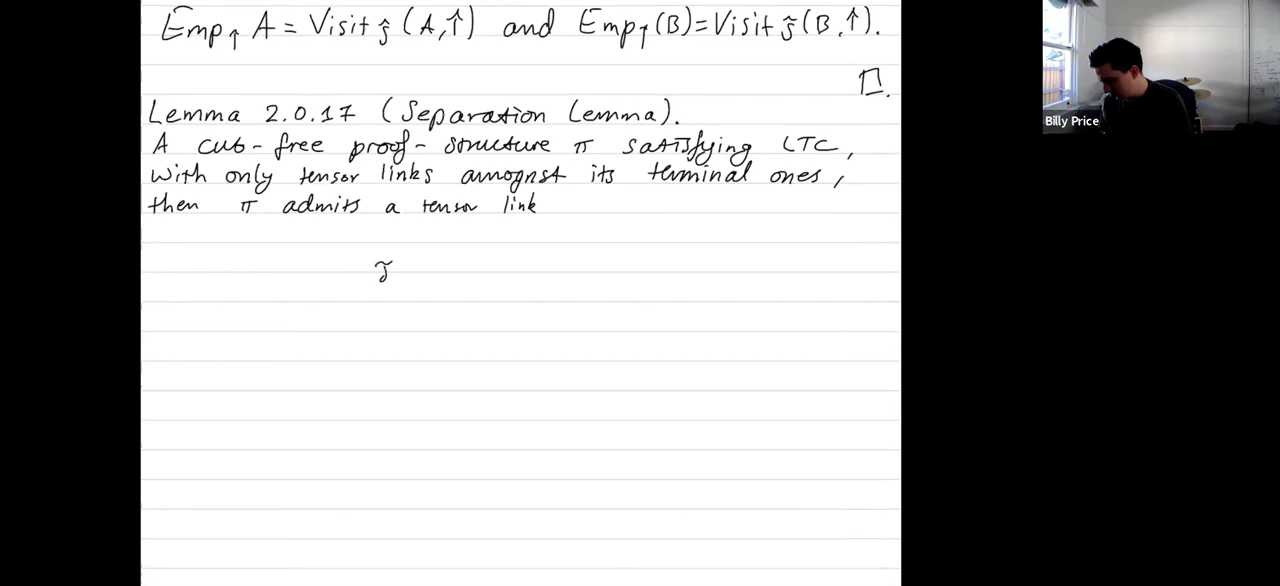 Emp↑ A = Visit ŝ (A,↑) and Emp↑(B) = Visit ŝ (B,↑).
□.
Lemma 2.0.17 (Separation Lemma).
A cut-free proof-structure π satisfying LTC,
with only tensor links amognst its terminal ones,
then π admits a tensor link
Billy Price